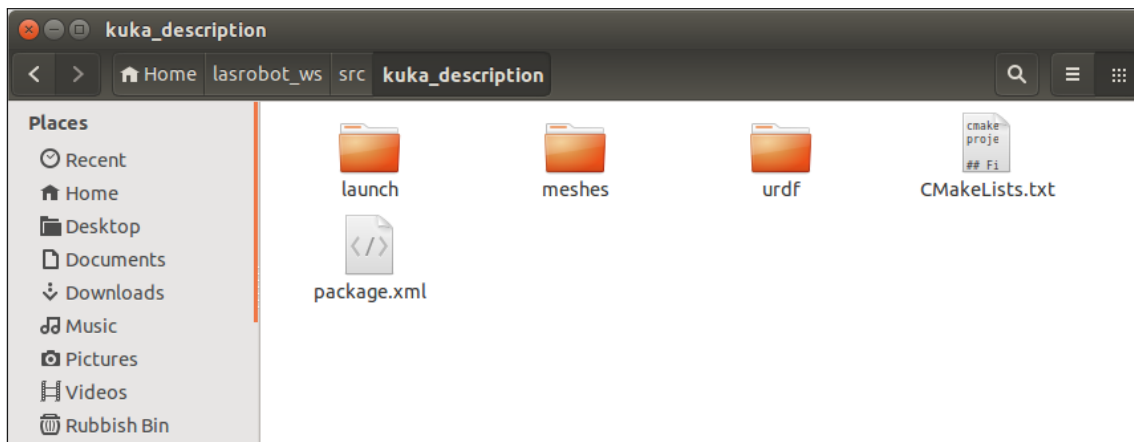 kuka_description
Home lasrobot_ws src kuka_description
Places
Recent
Home
Desktop
Documents
Downloads
Music
Pictures
Videos
Rubbish Bin
launch meshes urdf CMakeLists.txt
cmake
proje
## Fi
package.xml